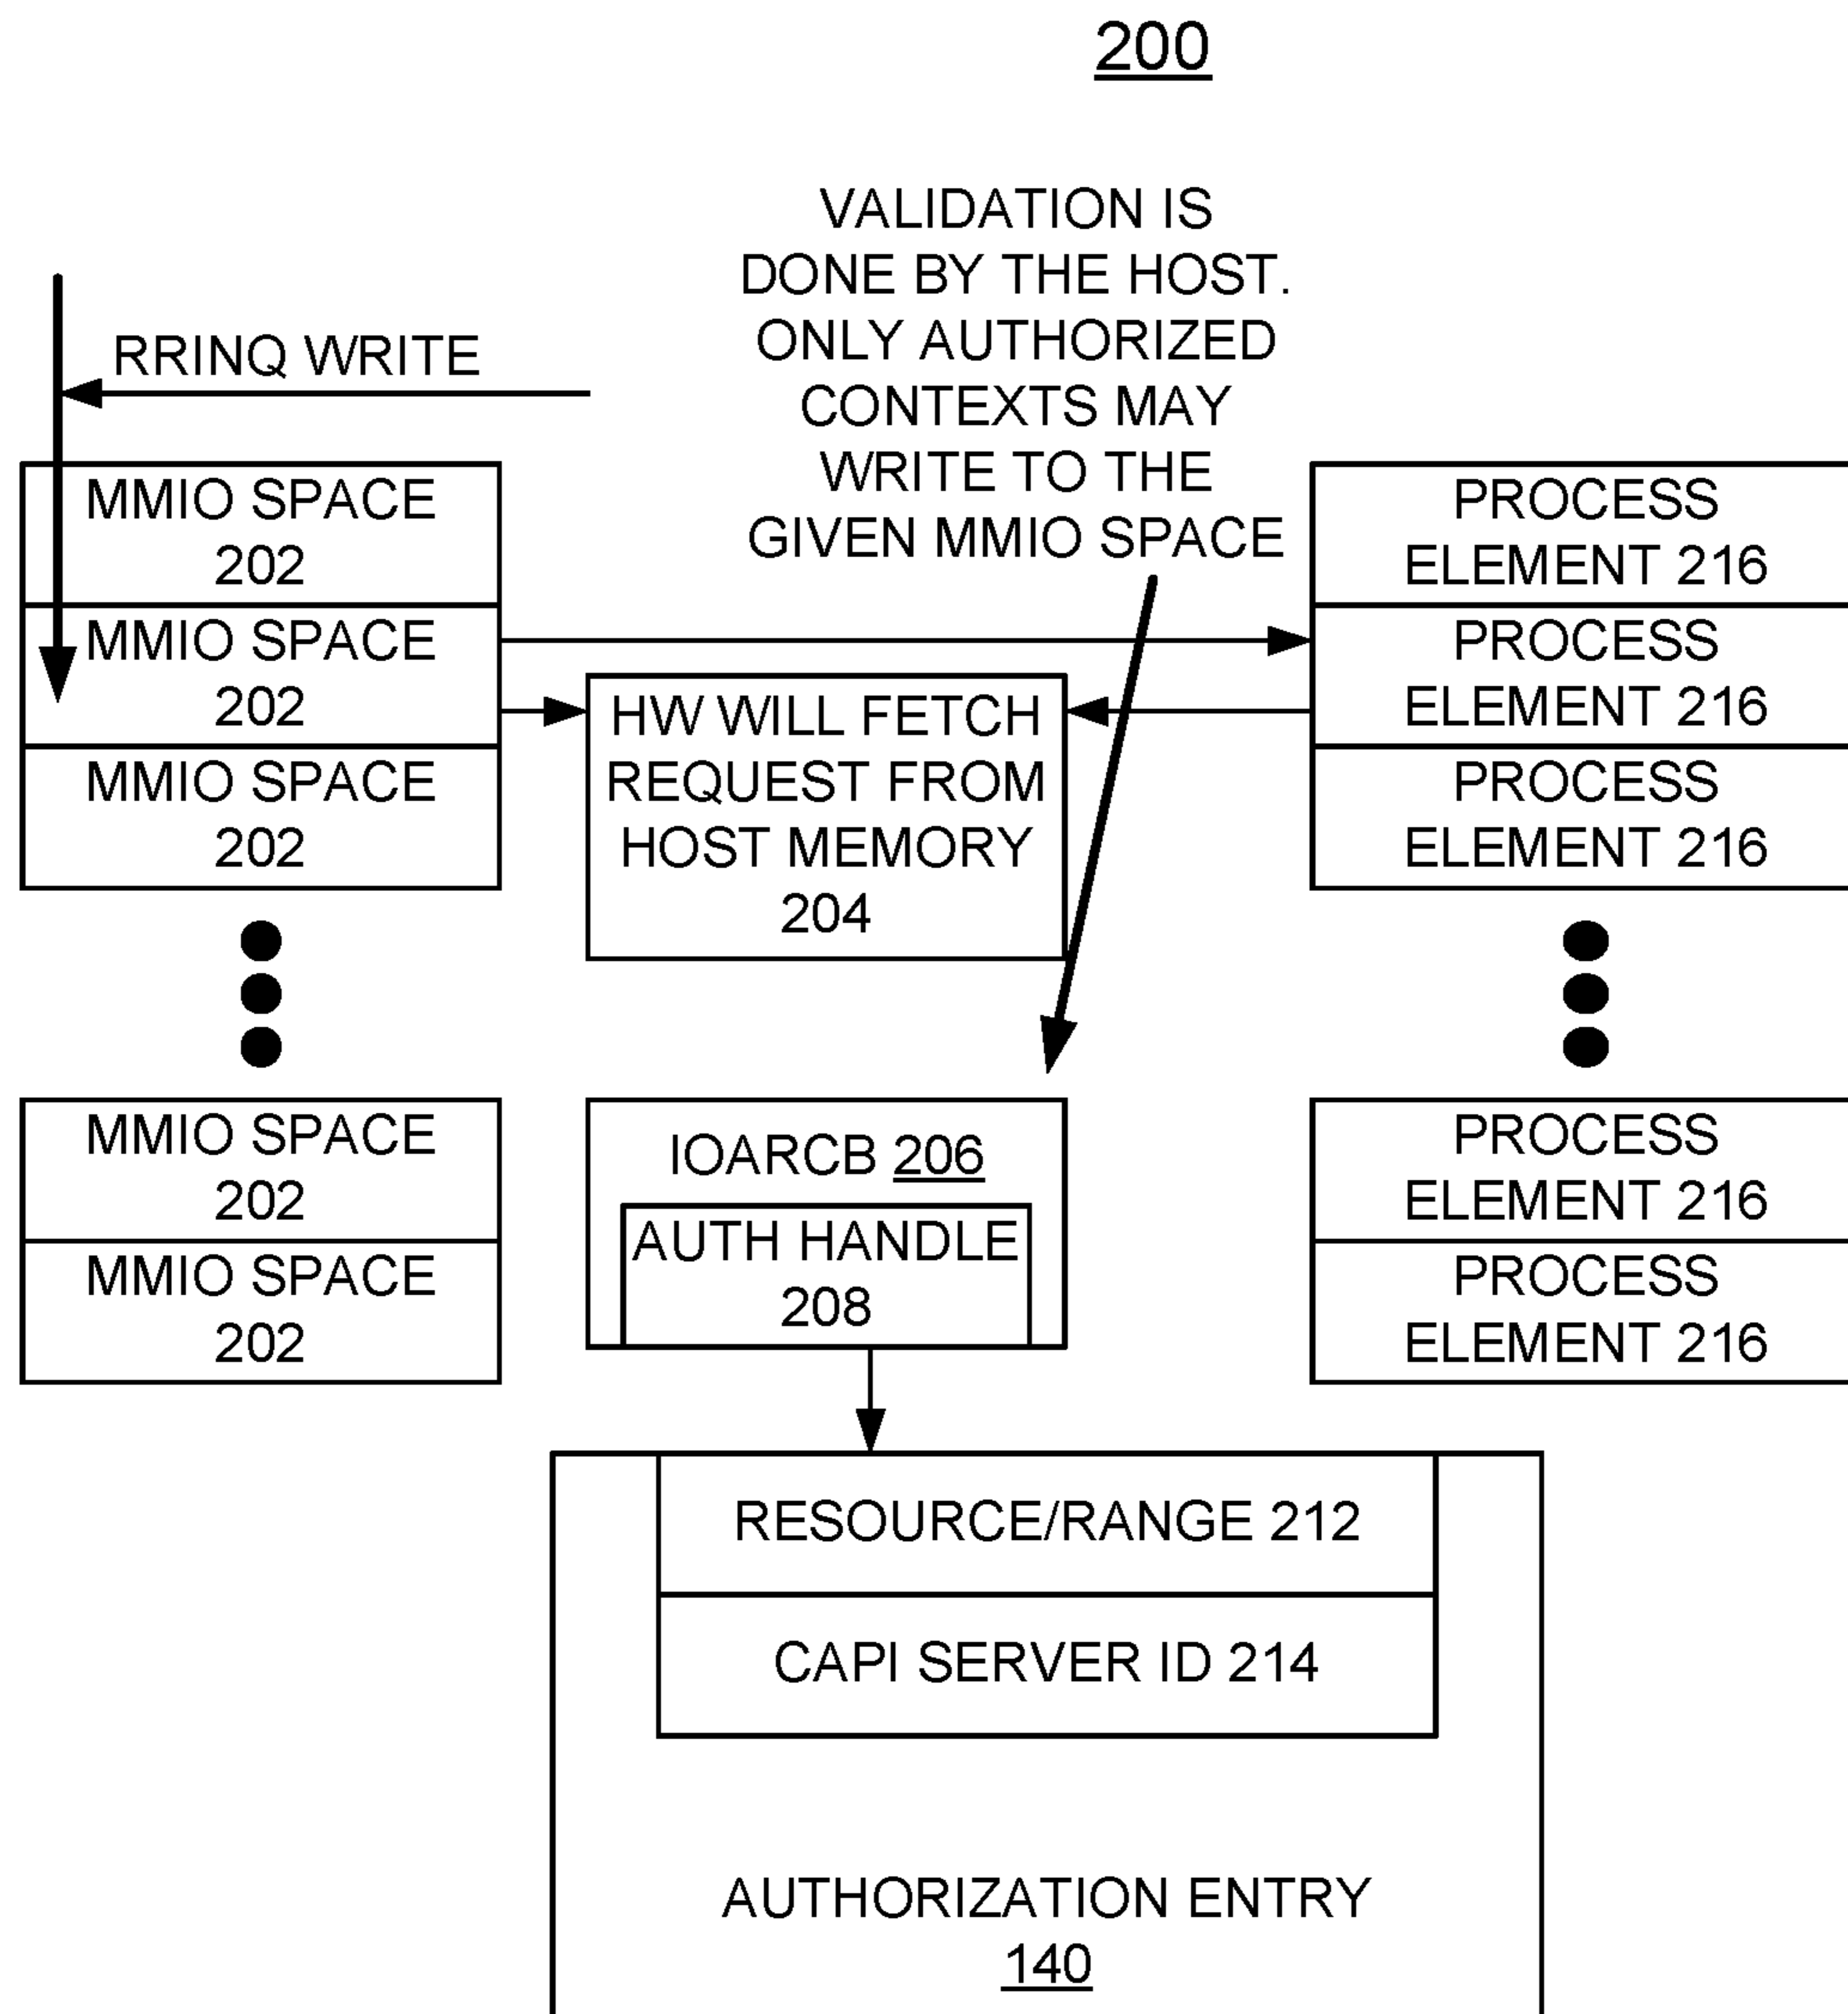 200
VALIDATION IS
DONE BY THE HOST.
ONLY AUTHORIZED
CONTEXTS MAY
WRITE TO THE
GIVEN MMIO SPACE
RRINQ WRITE
MMIO SPACE
202
MMIO SPACE
202
MMIO SPACE
202
HW WILL FETCH
REQUEST FROM
HOST MEMORY
204
PROCESS
ELEMENT 216
PROCESS
ELEMENT 216
PROCESS
ELEMENT 216
MMIO SPACE
202
MMIO SPACE
202
IOARCB 206
AUTH HANDLE
208
PROCESS
ELEMENT 216
PROCESS
ELEMENT 216
RESOURCE/RANGE 212
CAPI SERVER ID 214
AUTHORIZATION ENTRY
140